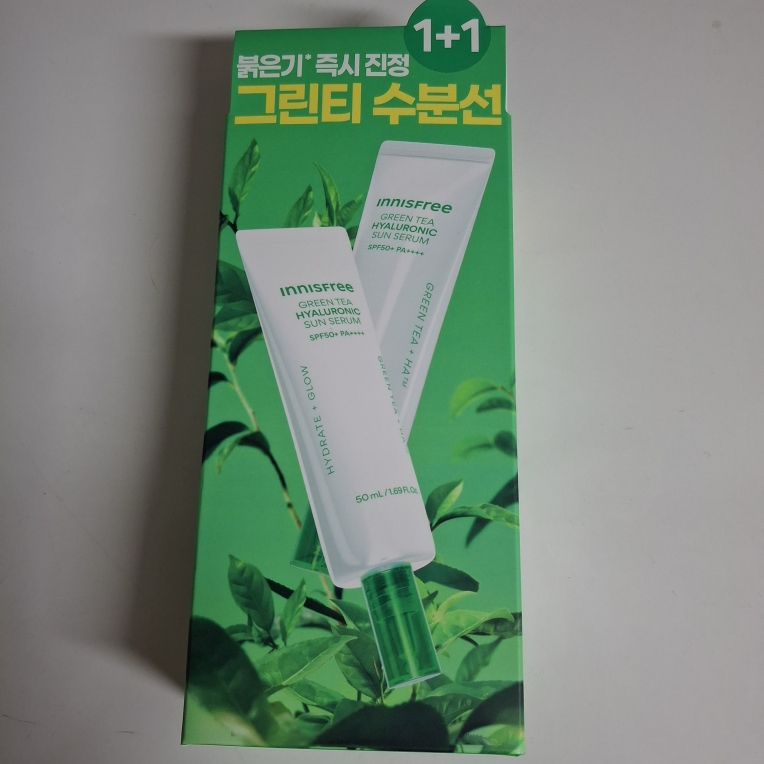 1+1
붉은기* 즉시 진정
그린티 수분선
INNISFree
GREEN TEA
HYALURONIC
SUN SERUM
SPF50+ PA++++
GREEN TEA + HA™
INNISFree
GREEN TEA
HYALURONIC
SUN SERUM
SPF50+ PA++++
HYDRATE + GLOW
50 mL / 1.69 Fl. Oz